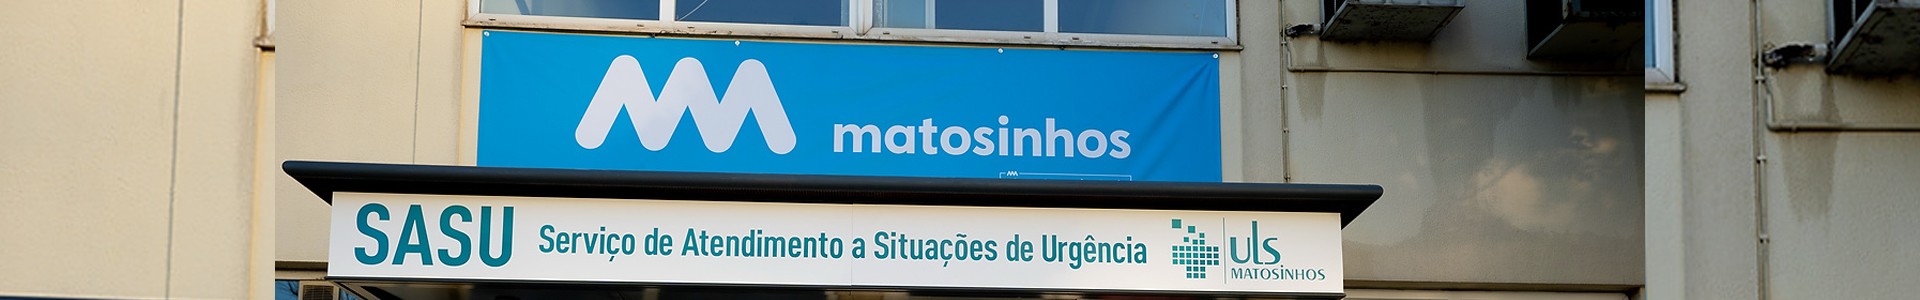 matosinhos
SASU Serviço de Atendimento a Situações de Urgência
uls
MATOSINHOS